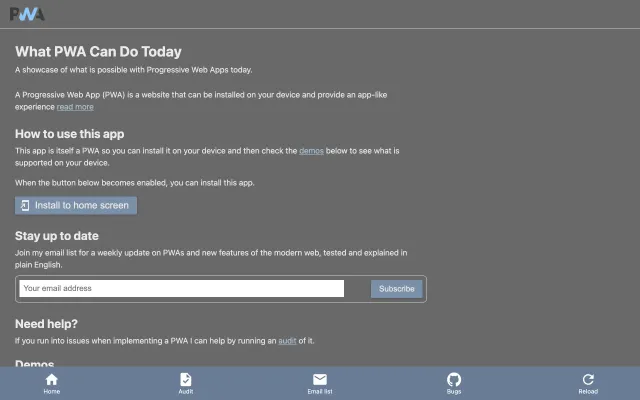 PWA
What PWA Can Do Today
A showcase of what is possible with Progressive Web Apps today.
A Progressive Web App (PWA) is a website that can be installed on your device and provide an app-like
experience read more
How to use this app
This app is itself a PWA so you can install it on your device and then check the demos below to see what is
supported on your device.
When the button below becomes enabled, you can install this app.
Install to home screen
Stay up to date
Join my email list for a weekly update on PWAs and new features of the modern web, tested and explained in
plain English.
Your email address
Subscribe
Need help?
If you run into issues when implementing a PWA I can help by running an audit of it.
Demos
Home
Audit
Email list
Bugs
Reload